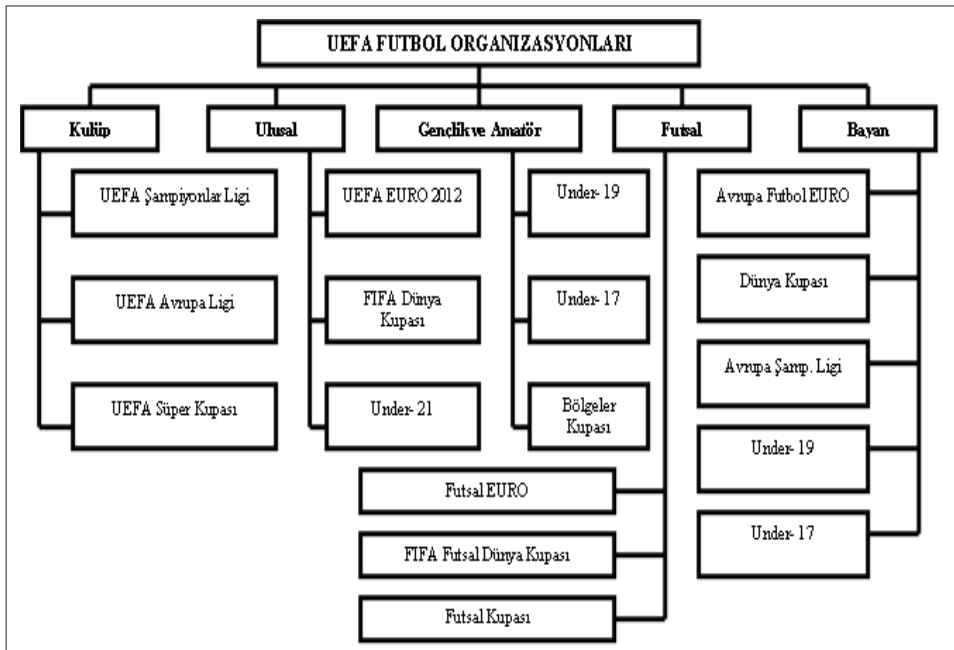 UEFA FUTBOL ORGANIZASYONLARI
Kulüp
Ulusal
Gençlik ve Amatör
Futsal
Bayan
UEFA Şampiyonlar Ligi
UEFA Avrupa Ligi
UEFA Süper Kupası
UEFA EURO 2012
FIFA Dünya
Kupası
Under- 21
Under- 19
Under- 17
Bölgeler
Kupası
Futsal EURO
FIFA Futsal Dünya Kupası
Futsal Kupası
Avrupa Futbol EURO
Dünya Kupası
Avrupa Şamp. Ligi
Under- 19
Under- 17